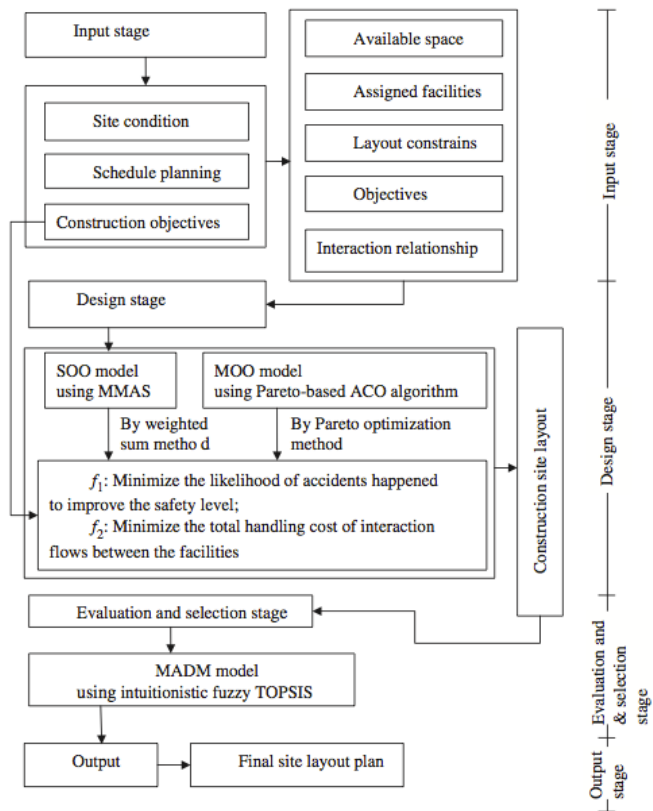 Input stage
Site condition
Schedule planning
Construction objectives
Available space
Assigned facilities
Layout constrains
Objectives
Interaction relationship
Design stage
SOO model
using MMAS
MOO model
using Pareto-based ACO algorithm
By weighted
sum metho d
By Pareto optimization
method
f1: Minimize the likelihood of accidents happened
to improve the safety level;
f2: Minimize the total handling cost of interaction
flows between the facilities
Construction site layout
Evaluation and selection stage
MADM model
using intuitionistic fuzzy TOPSIS
Output
Final site layout plan
Input stage
Design stage
Evaluation and
& selection
stage
Output
stage